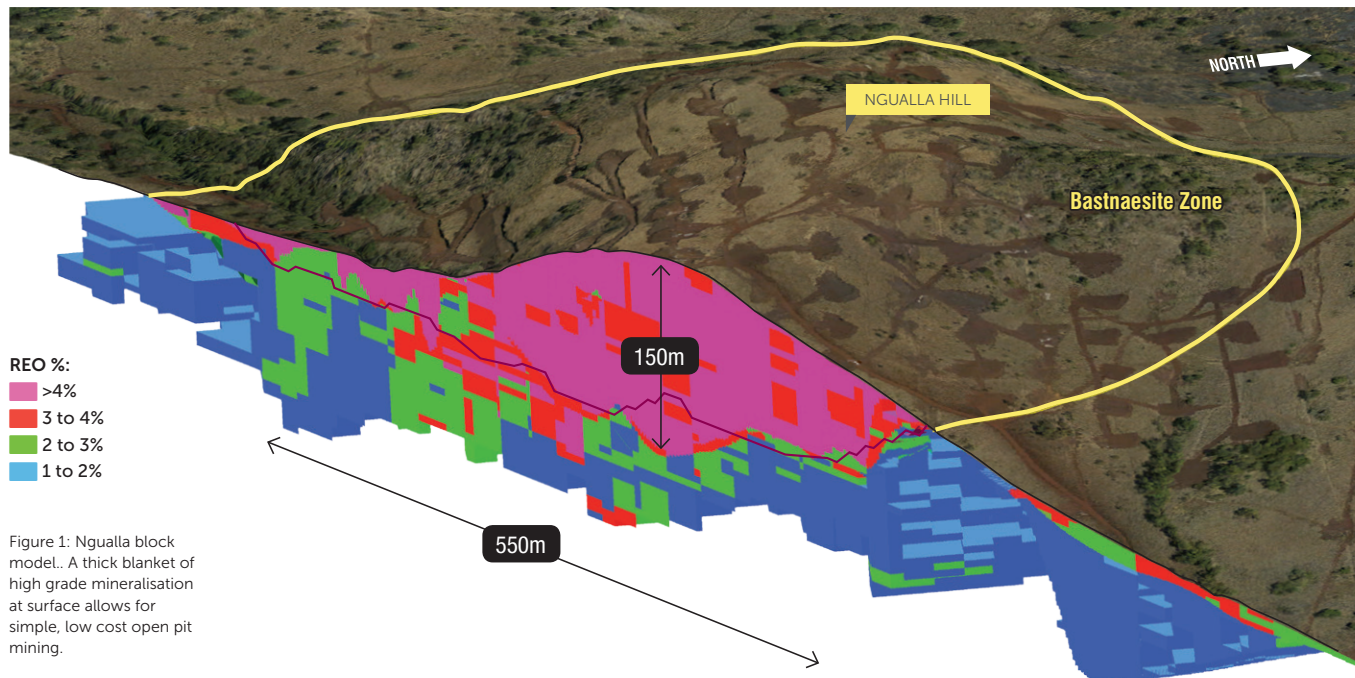 NORTH
NGUALLA HILL
Bastnaesite Zone
150m
550m
REO %:
>4%
3 to 4%
2 to 3%
1 to 2%
Figure 1: Ngualla block
model.. A thick blanket of
high grade mineralisation
at surface allows for
simple, low cost open pit
mining.